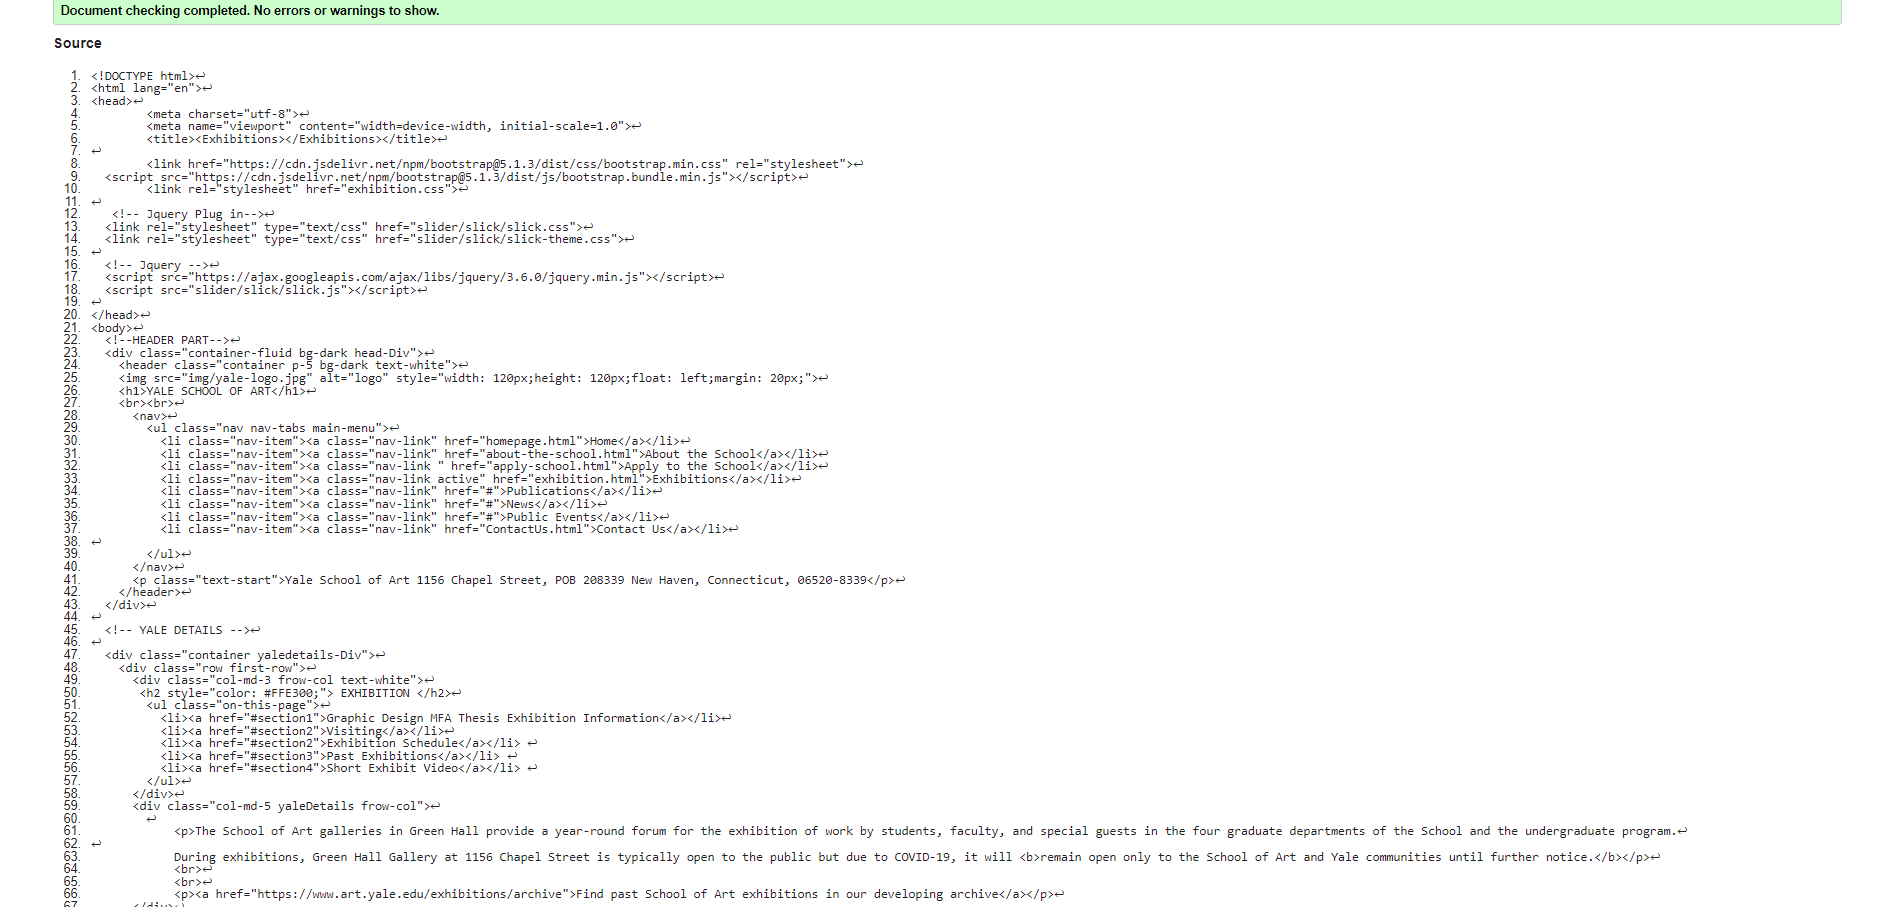 Document checking completed. No errors or warnings to show.
Source
1. <!DOCTYPE html>↩
2. <html lang="en">↩
3. <head>↩
4. <meta charset="utf-8">↩
5. <meta name="viewport" content="width=device-width, initial-scale=1.0">↩
6. <title><Exhibitions></Exhibitions></title>↩
7. ↩
8. <link href="https://cdn.jsdelivr.net/npm/bootstrap@5.1.3/dist/css/bootstrap.min.css" rel="stylesheet">↩
9. <script src="https://cdn.jsdelivr.net/npm/bootstrap@5.1.3/dist/js/bootstrap.bundle.min.js"></script>↩
10. <link rel="stylesheet" href="exhibition.css">↩
11. ↩
12. <!-- Jquery Plug in-->↩
13. <link rel="stylesheet" type="text/css" href="slider/slick/slick.css">↩
14. <link rel="stylesheet" type="text/css" href="slider/slick/slick-theme.css">↩
15. ↩
16. <!-- Jquery -->↩
17. <script src="https://ajax.googleapis.com/ajax/libs/jquery/3.6.0/jquery.min.js"></script>↩
18. <script src="slider/slick/slick.js"></script>↩
19. ↩
20. </head>↩
21. <body>↩
22. <!--HEADER PART-->↩
23. <div class="container-fluid bg-dark head-Div">↩
24. <header class="container p-5 bg-dark text-white">↩
25. <img src="img/yale-logo.jpg" alt="logo" style="width: 120px;height: 120px;float: left;margin: 20px;">↩
26. <h1>YALE SCHOOL OF ART</h1>↩
27. <br><br>↩
28. <nav>↩
29. <ul class="nav nav-tabs main-menu">↩
30. <li class="nav-item"><a class="nav-link" href="homepage.html">Home</a></li>↩
31. <li class="nav-item"><a class="nav-link" href="about-the-school.html">About the School</a></li>↩
32. <li class="nav-item"><a class="nav-link " href="apply-school.html">Apply to the School</a></li>↩
33. <li class="nav-item"><a class="nav-link active" href="exhibition.html">Exhibitions</a></li>↩
34. <li class="nav-item"><a class="nav-link" href="#">Publications</a></li>↩
35. <li class="nav-item"><a class="nav-link" href="#">News</a></li>↩
36. <li class="nav-item"><a class="nav-link" href="#">Public Events</a></li>↩
37. <li class="nav-item"><a class="nav-link" href="ContactUs.html">Contact Us</a></li>↩
38. ↩
39. </ul>↩
40. </nav>↩
41. <p class="text-start">Yale School of Art 1156 Chapel Street, POB 208339 New Haven, Connecticut, 06520-8339</p>↩
42. </header>↩
43. </div>↩
44. ↩
45. <!-- YALE DETAILS -->↩
46. ↩
47. <div class="container yaledetails-Div">↩
48. <div class="row first-row">↩
49. <div class="col-md-3 frow-col text-white">↩
50. <h2 style="color: #FFE300;"> EXHIBITION </h2>↩
51. <ul class="on-this-page">↩
52. <li><a href="#section1">Graphic Design MFA Thesis Exhibition Information</a></li>↩
53. <li><a href="#section2">Visiting</a></li>↩
54. <li><a href="#section2">Exhibition Schedule</a></li> ↩
55. <li><a href="#section3">Past Exhibitions</a></li> ↩
56. <li><a href="#section4">Short Exhibit Video</a></li> ↩
57. </ul>↩
58. </div>↩
59. <div class="col-md-5 yaleDetails frow-col">↩
60. ↩
61. <p>The School of Art galleries in Green Hall provide a year-round forum for the exhibition of work by students, faculty, and special guests in the four graduate departments of the School and the undergraduate program.↩
62. ↩
63. During exhibitions, Green Hall Gallery at 1156 Chapel Street is typically open to the public but due to COVID-19, it will <b>remain open only to the School of Art and Yale communities until further notice.</b></p>↩
64. <br>↩
65. <br>↩
66. <p><a href="https://www.art.yale.edu/exhibitions/archive">Find past School of Art exhibitions in our developing archive</a></p>↩
67. </div>↩